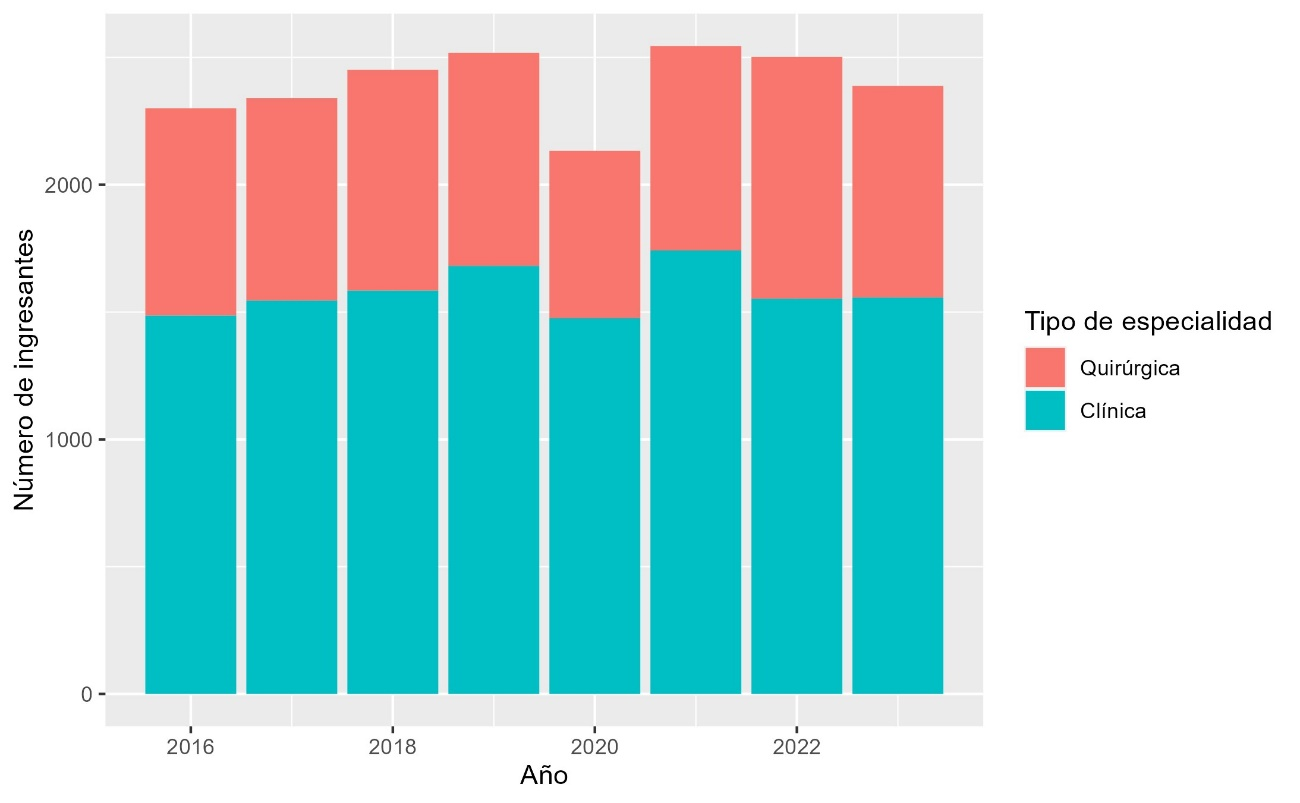 Número de ingresantes
2000
1000
0
2016
2018
2020
2022
Año
Tipo de especialidad
Quirúrgica
Clínica